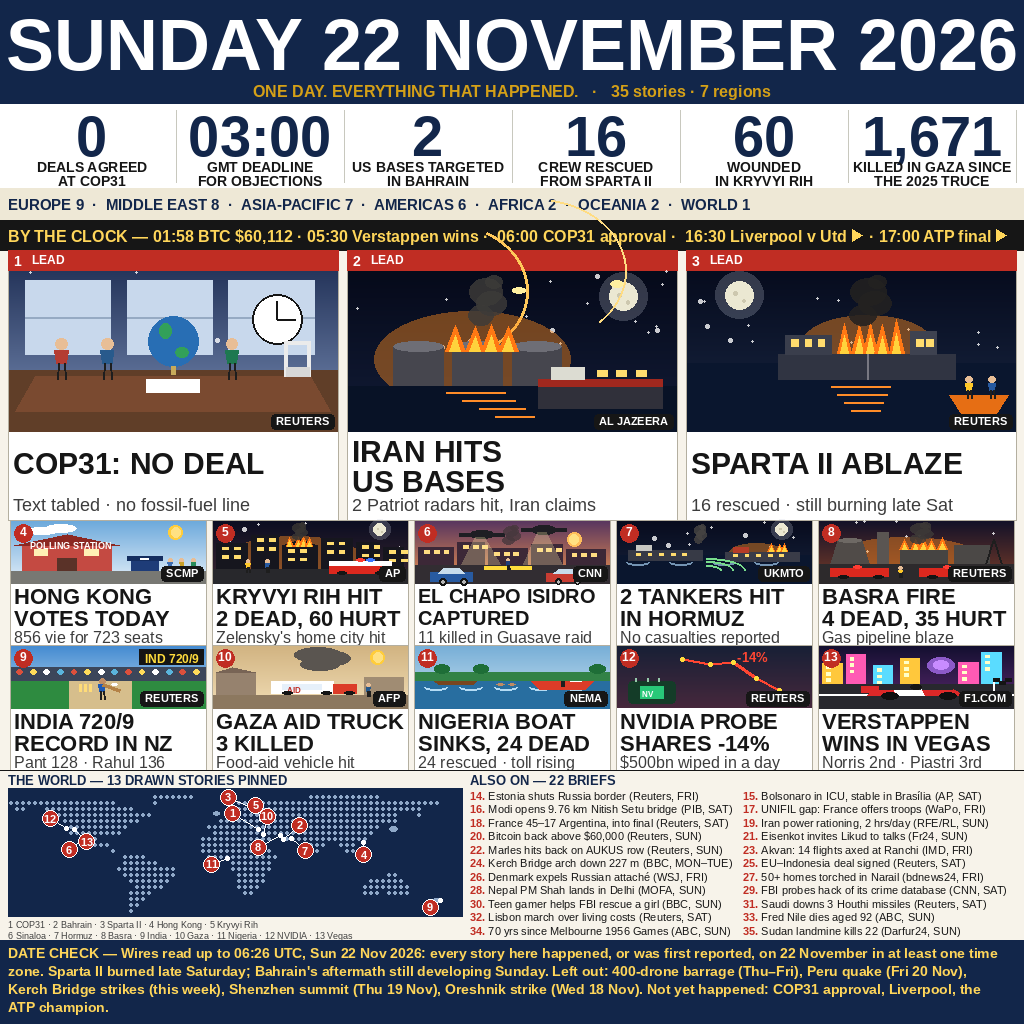 SUNDAY 22 NOVEMBER 2026
ONE DAY. EVERYTHING THAT HAPPENED. · 35 stories · 7 regions
0
DEALS AGREED
AT COP31
03:00
GMT DEADLINE
FOR OBJECTIONS
2
US BASES TARGETED
IN BAHRAIN
16
CREW RESCUED
FROM SPARTA II
60
WOUNDED
IN KRYVYI RIH
1,671
KILLED IN GAZA SINCE
THE 2025 TRUCE
EUROPE 9 · MIDDLE EAST 8 · ASIA-PACIFIC 7 · AMERICAS 6 · AFRICA 2 · OCEANIA 2 · WORLD 1
BY THE CLOCK — 01:58 BTC $60,112 · 05:30 Verstappen wins · 06:00 COP31 approval · 16:30 Liverpool v Utd ▶ · 17:00 ATP final ▶
1 LEAD
REUTERS
COP31: NO DEAL
Text tabled · no fossil-fuel line
2 LEAD
AL JAZEERA
IRAN HITS
US BASES
2 Patriot radars hit, Iran claims
3 LEAD
REUTERS
SPARTA II ABLAZE
16 rescued · still burning late Sat
4
POLLING STATION
SCMP
HONG KONG
VOTES TODAY
856 vie for 723 seats
5
AP
KRYVYI RIH HIT
2 DEAD, 60 HURT
Zelensky's home city hit
6
CNN
EL CHAPO ISIDRO
CAPTURED
11 killed in Guasave raid
7
UKMTO
2 TANKERS HIT
IN HORMUZ
No casualties reported
8
REUTERS
BASRA FIRE
4 DEAD, 35 HURT
Gas pipeline blaze
9
IND 720/9
REUTERS
INDIA 720/9
RECORD IN NZ
Pant 128 · Rahul 136
10
AID
AFP
GAZA AID TRUCK
3 KILLED
Food-aid vehicle hit
11
NEMA
NIGERIA BOAT
SINKS, 24 DEAD
24 rescued · toll rising
12
-14%
NV
REUTERS
NVIDIA PROBE
SHARES -14%
$500bn wiped in a day
13
F1.COM
VERSTAPPEN
WINS IN VEGAS
Norris 2nd · Piastri 3rd
THE WORLD — 13 DRAWN STORIES PINNED
3
5
1
10
12
2
13
6
8
7
4
11
9
1 COP31 · 2 Bahrain · 3 Sparta II · 4 Hong Kong · 5 Kryvyi Rih
6 Sinaloa · 7 Hormuz · 8 Basra · 9 India · 10 Gaza · 11 Nigeria · 12 NVIDIA · 13 Vegas
ALSO ON — 22 BRIEFS
14. Estonia shuts Russia border (Reuters, FRI)
15. Bolsonaro in ICU, stable in Brasília (AP, SAT)
16. Modi opens 9.76 km Nitish Setu bridge (PIB, SAT)
17. UNIFIL gap: France offers troops (WaPo, FRI)
18. France 45–17 Argentina, into final (Reuters, SAT)
19. Iran power rationing, 2 hrs/day (RFE/RL, SUN)
20. Bitcoin back above $60,000 (Reuters, SUN)
21. Eisenkot invites Likud to talks (Fr24, SUN)
22. Marles hits back on AUKUS row (Reuters, SUN)
23. Akvan: 14 flights axed at Ranchi (IMD, FRI)
24. Kerch Bridge arch down 227 m (BBC, MON–TUE)
25. EU–Indonesia deal signed (Reuters, SAT)
26. Denmark expels Russian attaché (WSJ, FRI)
27. 50+ homes torched in Narail (bdnews24, FRI)
28. Nepal PM Shah lands in Delhi (MOFA, SUN)
29. FBI probes hack of its crime database (CNN, SAT)
30. Teen gamer helps FBI rescue a girl (BBC, SUN)
31. Saudi downs 3 Houthi missiles (Reuters, SAT)
32. Lisbon march over living costs (Reuters, SAT)
33. Fred Nile dies aged 92 (ABC, SUN)
34. 70 yrs since Melbourne 1956 Games (ABC, SUN)
35. Sudan landmine kills 22 (Darfur24, SUN)
DATE CHECK — Wires read up to 06:26 UTC, Sun 22 Nov 2026: every story here happened, or was first reported, on 22 November in at least one time
zone. Sparta II burned late Saturday; Bahrain's aftermath still developing Sunday. Left out: 400-drone barrage (Thu–Fri), Peru quake (Fri 20 Nov),
Kerch Bridge strikes (this week), Shenzhen summit (Thu 19 Nov), Oreshnik strike (Wed 18 Nov). Not yet happened: COP31 approval, Liverpool, the
ATP champion.